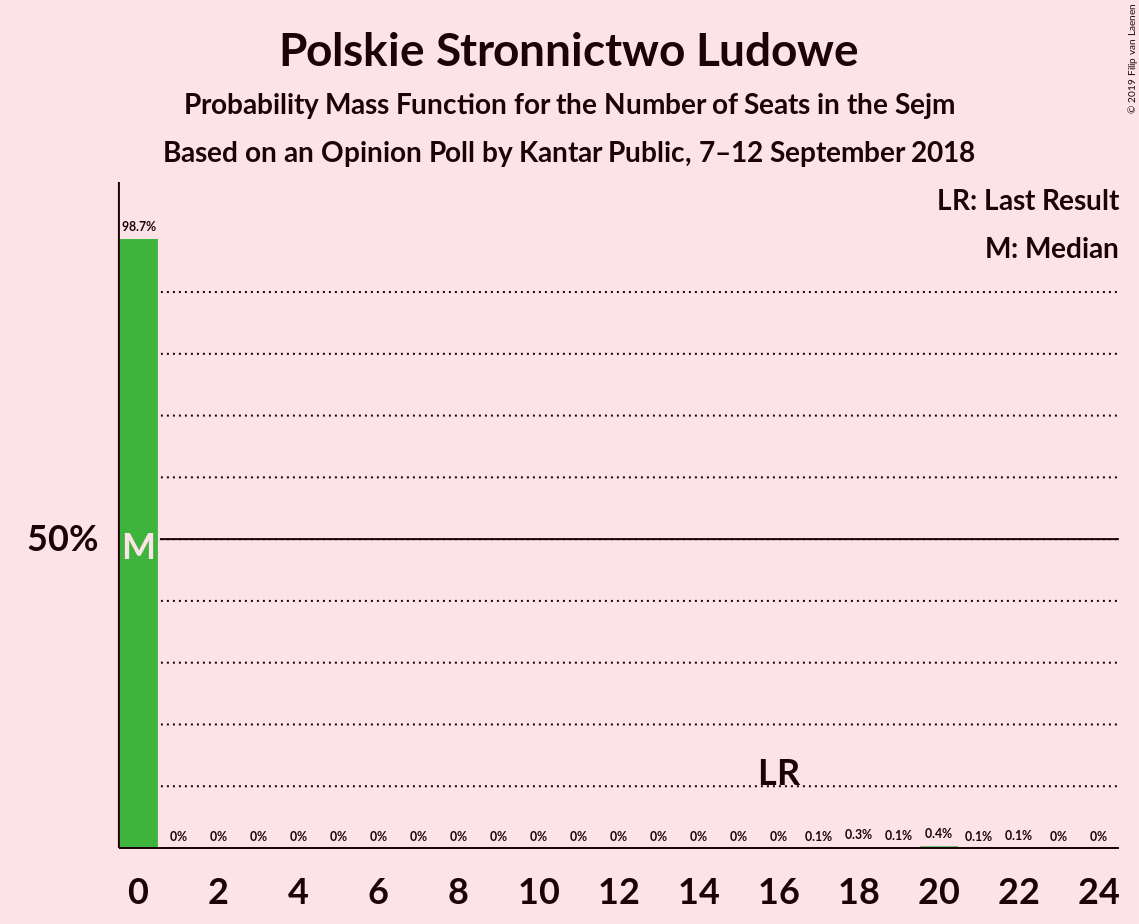 Polskie Stronnictwo Ludowe
Probability Mass Function for the Number of Seats in the Sejm
Based on an Opinion Poll by Kantar Public, 7–12 September 2018
© 2019 Filip van Laenen
LR: Last Result
M: Median
98.7%
50%
M
LR
0% 0% 0% 0% 0% 0% 0% 0% 0% 0% 0% 0% 0% 0% 0% 0% 0.1% 0.3% 0.1% 0.4% 0.1% 0.1% 0% 0%
0 2 4 6 8 10 12 14 16 18 20 22 24